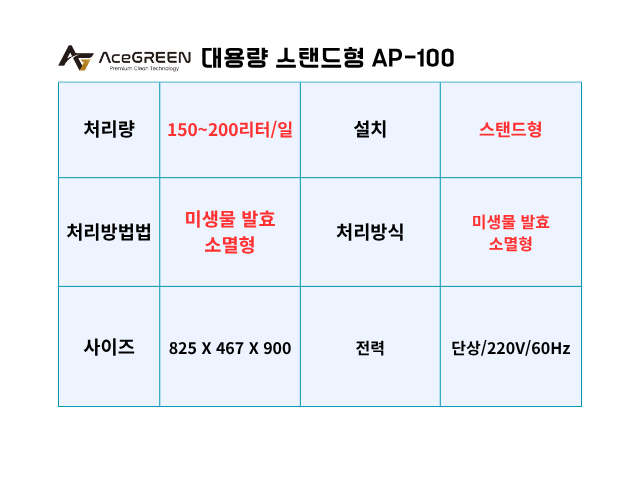 AG AceGREEN 대용량 스탠드형 AP-100
Premium Clean Technology
처리량 150~200리터/일 설치 스탠드형
처리방법법 미생물 발효 소멸형 처리방식 미생물 발효 소멸형
사이즈 825 X 467 X 900 전력 단상/220V/60Hz